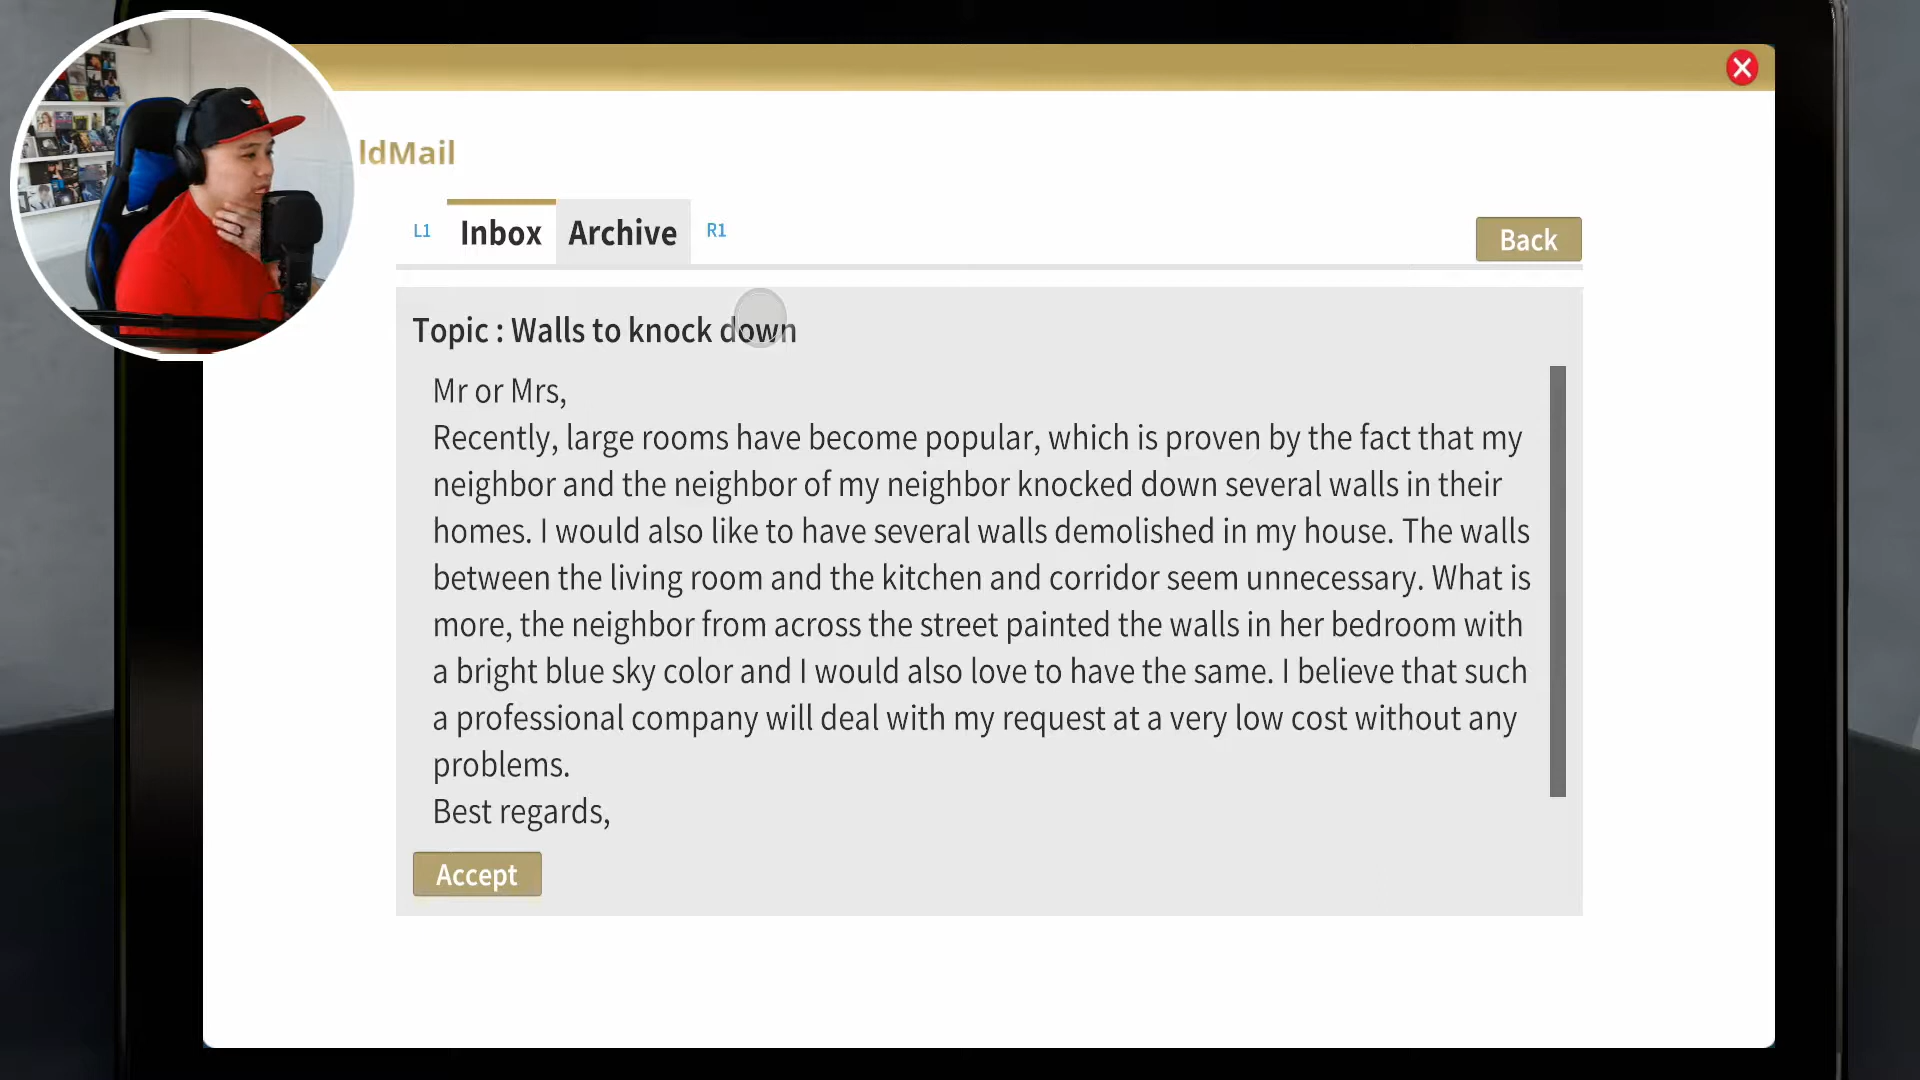 ldMail
L1 Inbox Archive R1
Back
Topic : Walls to knock down
Mr or Mrs,
Recently, large rooms have become popular, which is proven by the fact that my
neighbor and the neighbor of my neighbor knocked down several walls in their
homes. I would also like to have several walls demolished in my house. The walls
between the living room and the kitchen and corridor seem unnecessary. What is
more, the neighbor from across the street painted the walls in her bedroom with
a bright blue sky color and I would also love to have the same. I believe that such
a professional company will deal with my request at a very low cost without any
problems.
Best regards,
Accept